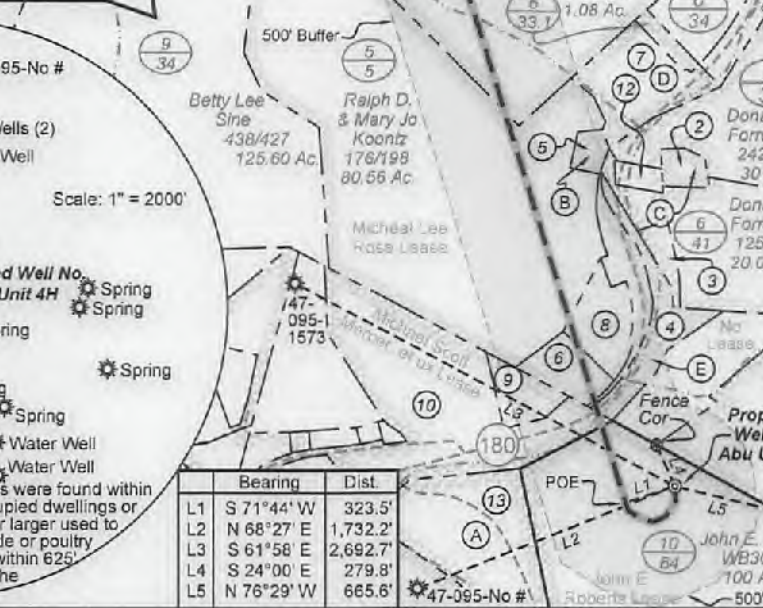 95-No #
ells (2)
Well
Scale: 1" = 2000'
d Well No.
Unit 4H
Spring
Spring
ring
Spring
g
Spring
Water Well
Water Well
s were found within
upied dwellings or
r larger used to
tle or poultry
within 625'
he
9
34
500' Buffer
5
5
Betty Lee
Sine
438/427
125.60 Ac.
Ralph D.
& Mary Jo
Koontz
176/198
80.56 Ac.
Micheal Lee
Ross Lease
6
33.1
1.08 Ac.
6
34
7
D
12
5
2
B
C
Don
Forr
242
30
6
41
Don
Forr
125
20.0
3
4
8
No
Lease
E
6
9
10
47-
095-1
1573
Michael Scott
Mercer et ux Lease
L3
180
Fence
Cor
Prop
Wel
Abu U
POE
L1
L5
L2
13
A
Bearing Dist.
L1 S 71°44' W 323.5'
L2 N 68°27' E 1,732.2'
L3 S 61°58' E 2,692.7'
L4 S 24°00' E 279.8'
L5 N 76°29' W 665.6'
47-095-No #
10
64
John E.
WB30
100 A
John E
Roberts Lease
500'